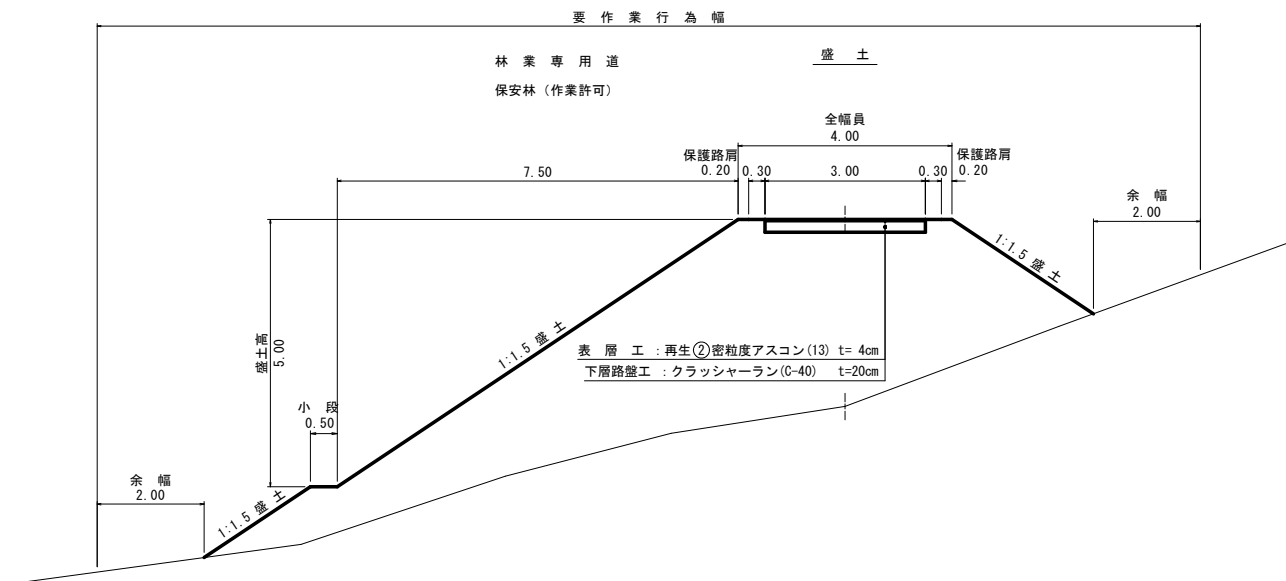 要 作 業 行 為 幅
林 業 専 用 道
盛 土
保安林（作業許可）
全幅員
4.00
保護路肩
0.20
0.30
3.00
0.30
保護路肩
0.20
7.50
余 幅
2.00
1:1.5 盛 土
1:1.5 盛 土
盛土高
5.00
表 層 工 ：再生②密粒度アスコン(13) t= 4cm
下層路盤工 ：クラッシャーラン(C-40) t=20cm
小 段
0.50
余 幅
2.00
1:1.5 盛 土